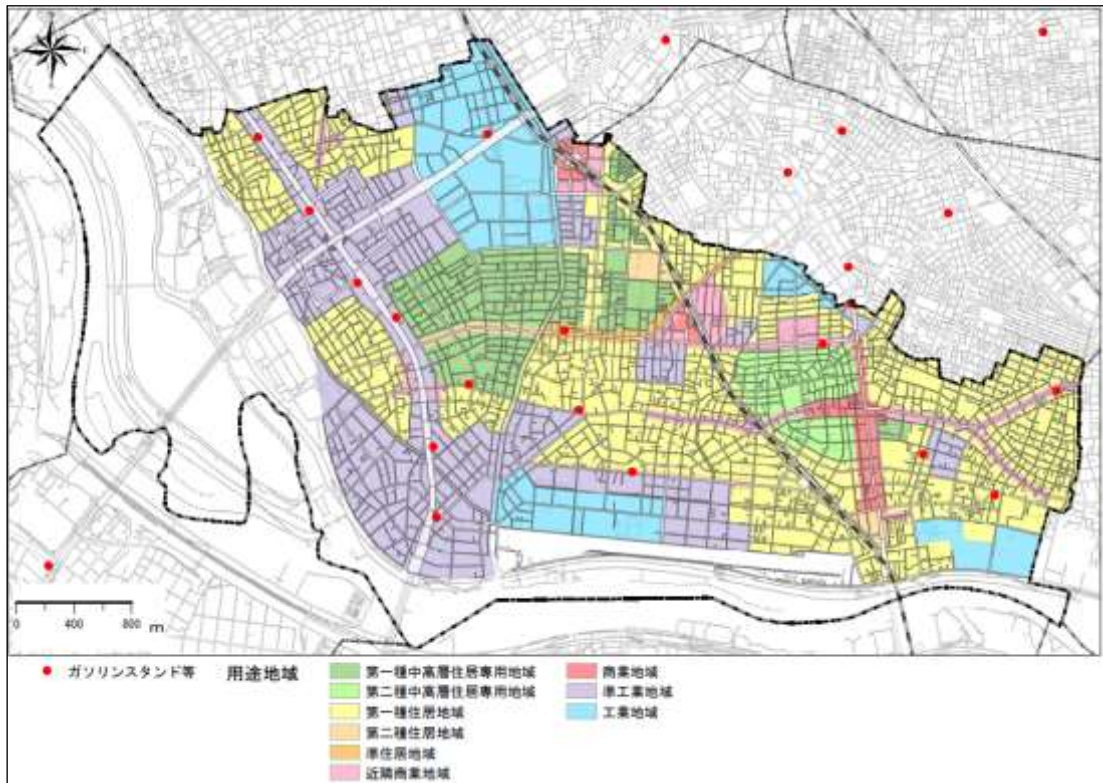 0 400 800 m
ガソリンスタンド等
用途地域
第一種中高層住居専用地域
第二種中高層住居専用地域
第一種住居地域
第二種住居地域
準住居地域
近隣商業地域
商業地域
準工業地域
工業地域